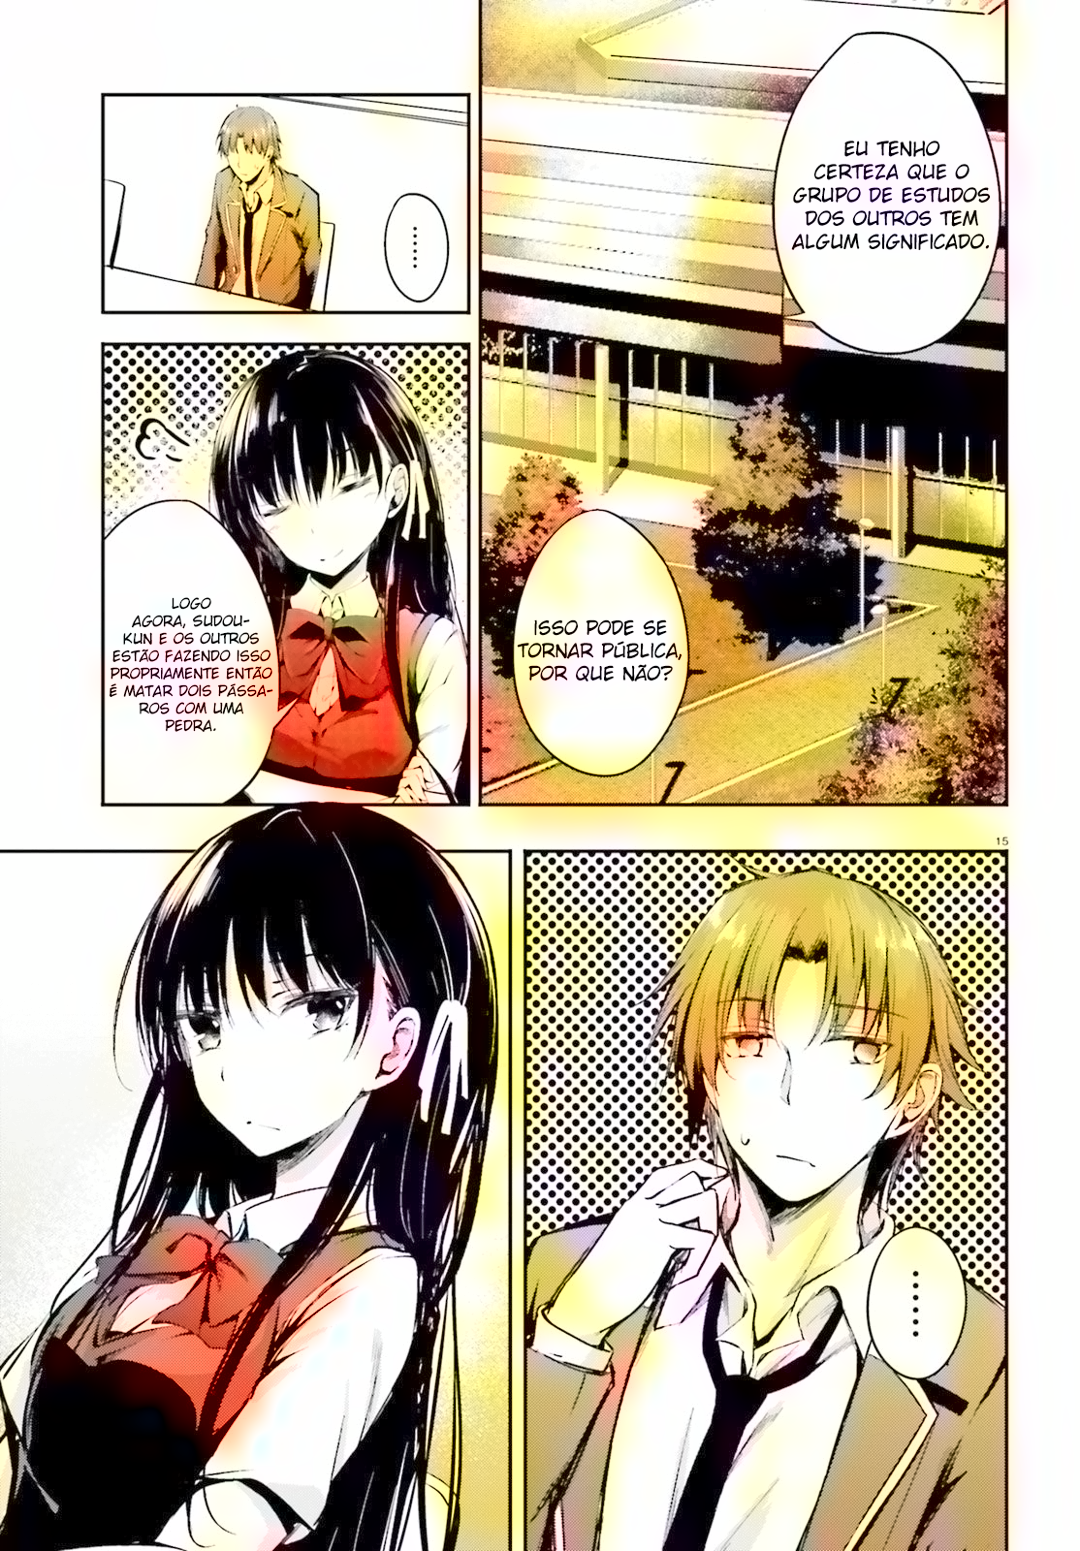 EU TENHO
CERTEZA QUE O
GRUPO DE ESTUDOS
DOS OUTROS TEM
ALGUM SIGNIFICADO.
ISSO PODE SE
TORNAR PÚBLICA,
POR QUE NÃO?
......
LOGO
AGORA, SUDOU-
KUN E OS OUTROS
ESTÃO FAZENDO ISSO
PROPRIAMENTE ENTÃO
É MATAR DOIS PÁSSA-
ROS COM UMA
PEDRA.
15
......